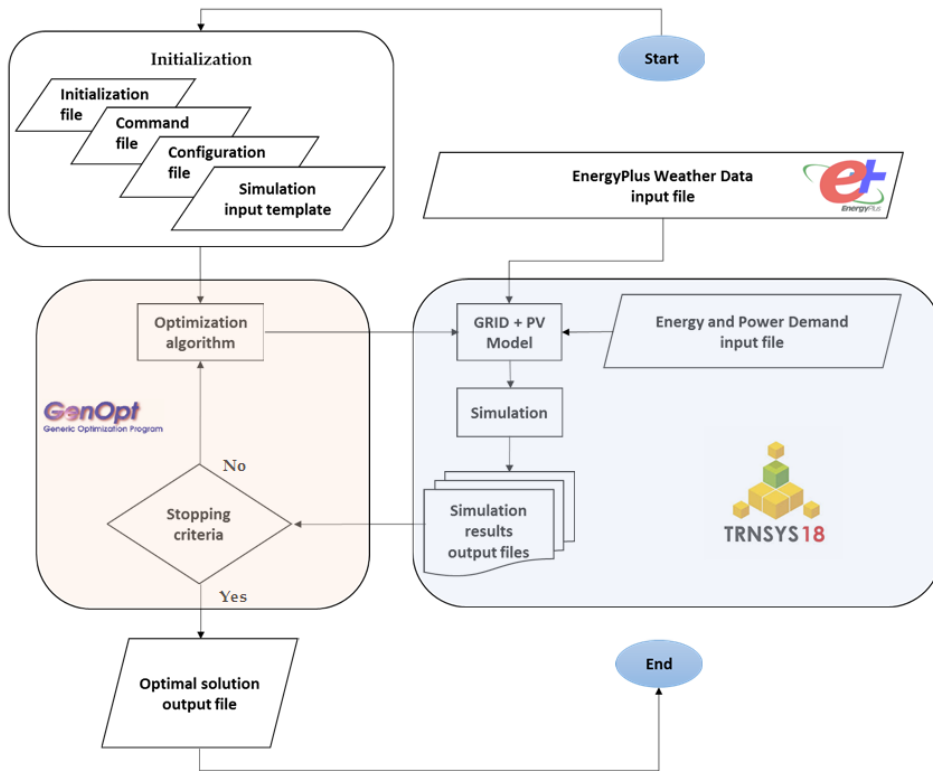 Start
Initialization
Initialization
file
Command
file
Configuration
file
Simulation
input template
EnergyPlus Weather Data
input file
e+
EnergyPlus
Optimization
algorithm
GRID + PV
Model
Energy and Power Demand
input file
Simulation
GenOpt
Generic Optimization Program
No
Stopping
criteria
Simulation
results
output files
TRNSYS 18
Yes
Optimal solution
output file
End